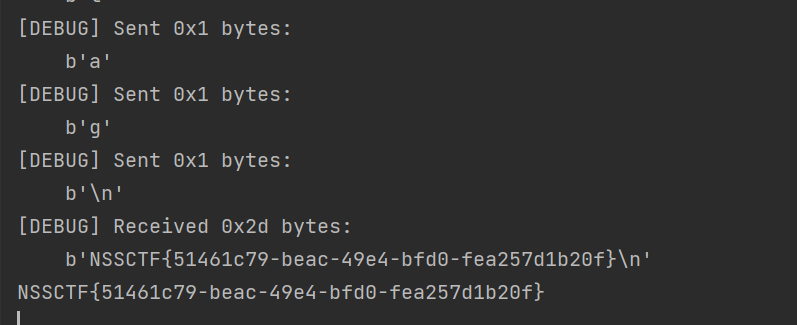 [DEBUG] Sent 0x1 bytes:
b'a'
[DEBUG] Sent 0x1 bytes:
b'g'
[DEBUG] Sent 0x1 bytes:
b'\n'
[DEBUG] Received 0x2d bytes:
b'NSSCTF{51461c79-beac-49e4-bfd0-fea257d1b20f}\n'
NSSCTF{51461c79-beac-49e4-bfd0-fea257d1b20f}